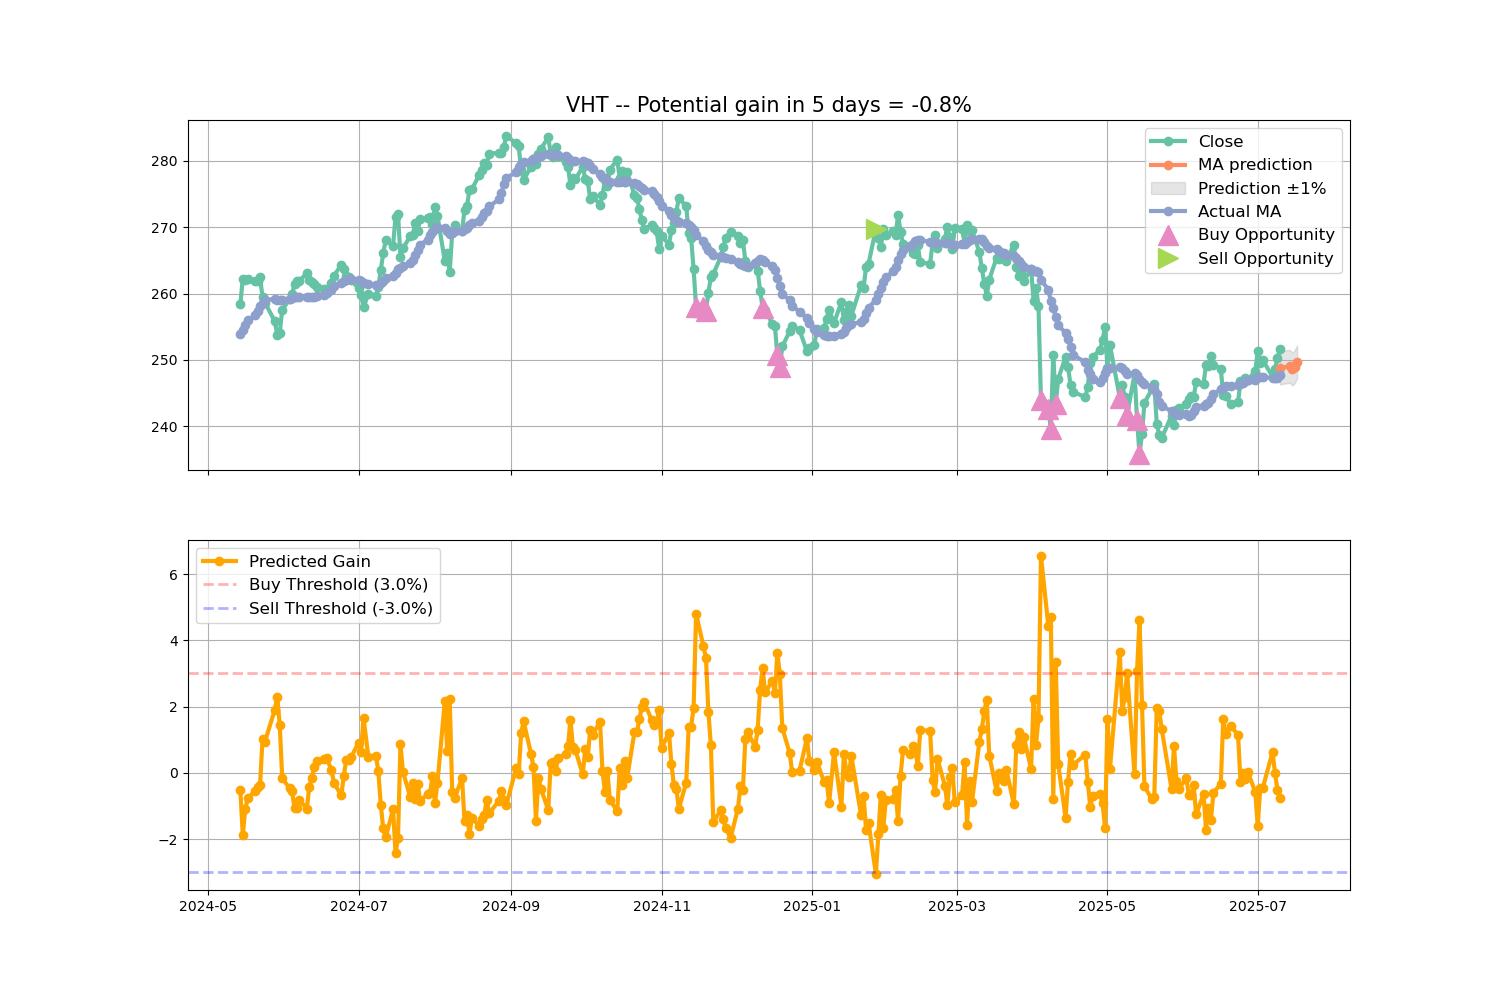 VHT -- Potential gain in 5 days = -0.8%
280
270
260
250
240
Close
MA prediction
Prediction ±1%
Actual MA
Buy Opportunity
Sell Opportunity
6
4
2
0
−2
Predicted Gain
Buy Threshold (3.0%)
Sell Threshold (-3.0%)
2024-05
2024-07
2024-09
2024-11
2025-01
2025-03
2025-05
2025-07